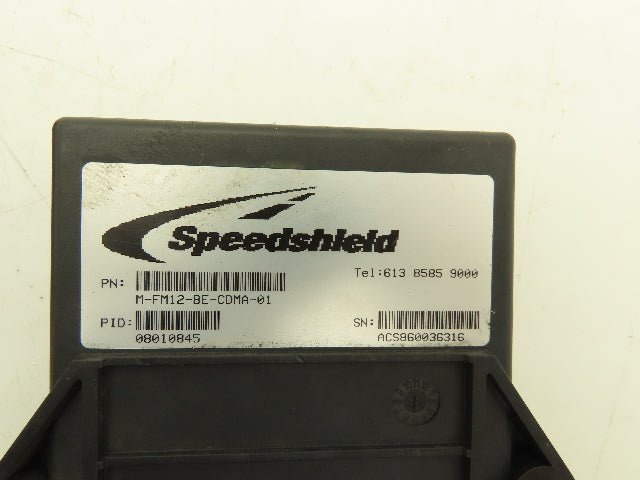 Speedshield
Tel:613 8585 9000
PN:
M-FM12-BE-CDMA-01
PID:
08010845
SN:
ACS960036316